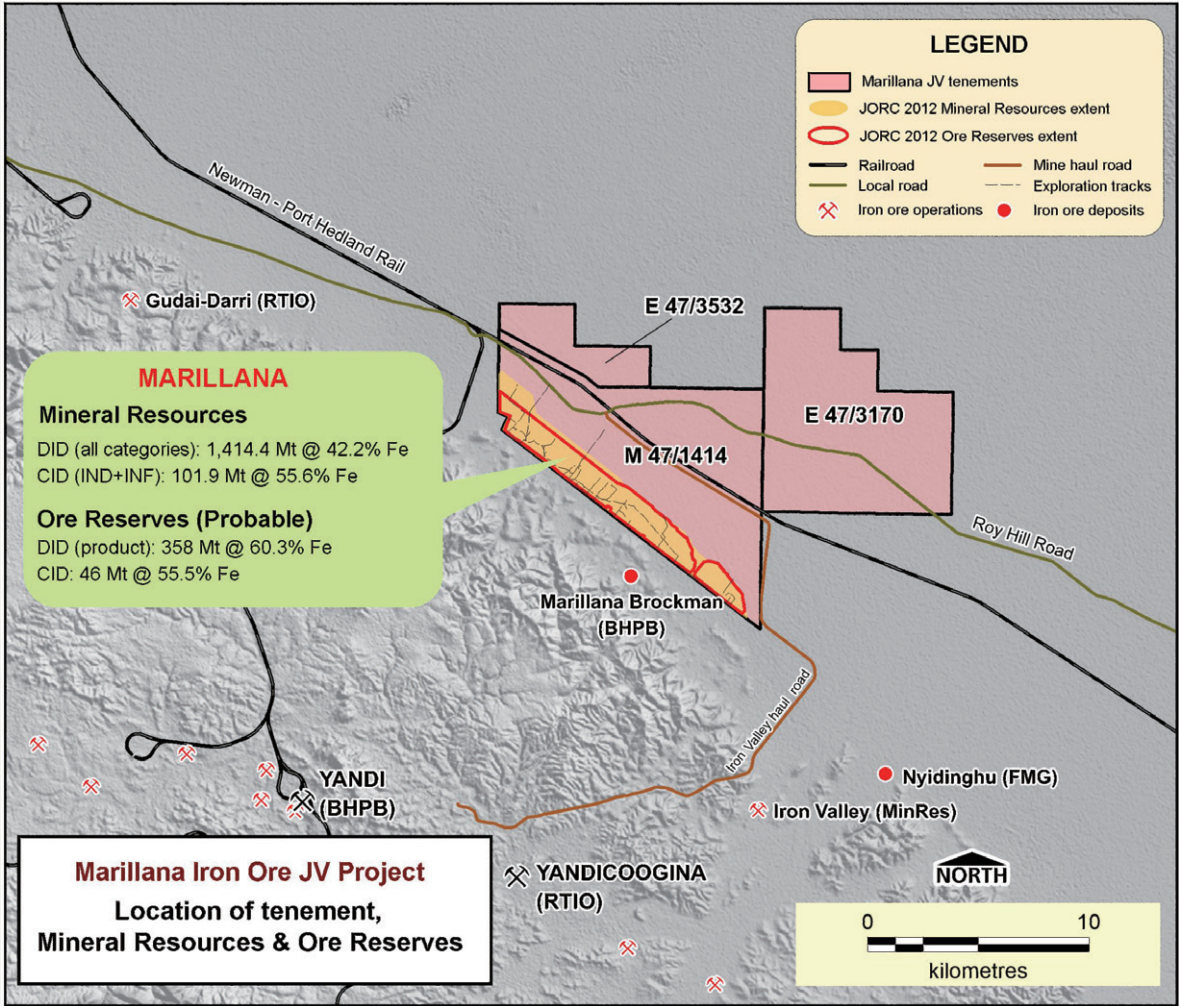 LEGEND
Marillana JV tenements
JORC 2012 Mineral Resources extent
JORC 2012 Ore Reserves extent
Railroad
Mine haul road
Local road
Exploration tracks
Iron ore operations
Iron ore deposits
Newman - Port Hedland Rail
Gudai-Darri (RTIO)
E 47/3532
E 47/3170
M 47/1414
MARILLANA
Mineral Resources
DID (all categories): 1,414.4 Mt @ 42.2% Fe
CID (IND+INF): 101.9 Mt @ 55.6% Fe
Ore Reserves (Probable)
DID (product): 358 Mt @ 60.3% Fe
CID: 46 Mt @ 55.5% Fe
Roy Hill Road
Marillana Brockman
(BHPB)
Iron Valley haul road
YANDI
(BHPB)
Nyidinghu (FMG)
Iron Valley (MinRes)
YANDICOOGINA
(RTIO)
NORTH
Marillana Iron Ore JV Project
Location of tenement,
Mineral Resources & Ore Reserves
0 10
kilometres